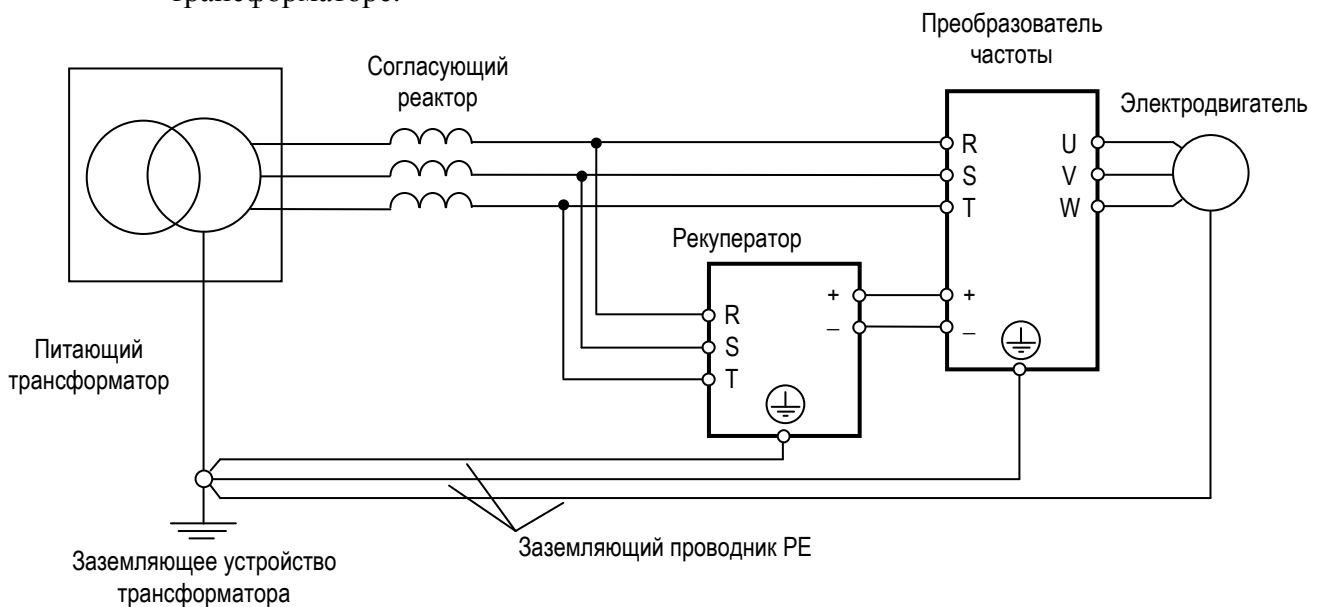 трансформаторе.
Преобразователь
частоты
Согласующий
реактор
Электродвигатель
R
U
S
V
T
W
Рекуператор
+
+
R
–
–
S
T
Питающий
трансформатор
Заземляющий проводник PE
Заземляющее устройство
трансформатора